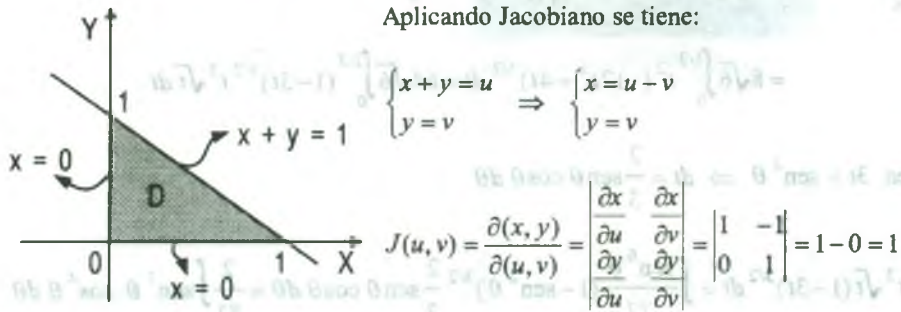 Aplicando Jacobiano se tiene:
Y
1
x + y = 1
x = 0
D
0
1
X
x = 0
{x + y = u ⇒ {x = u − v
{y = v {y = v
J(u, v) = ∂(x, y)/∂(u, v) = |∂x/∂u ∂x/∂v; ∂y/∂u ∂y/∂v| = |1 −1; 0 1| = 1 − 0 = 1